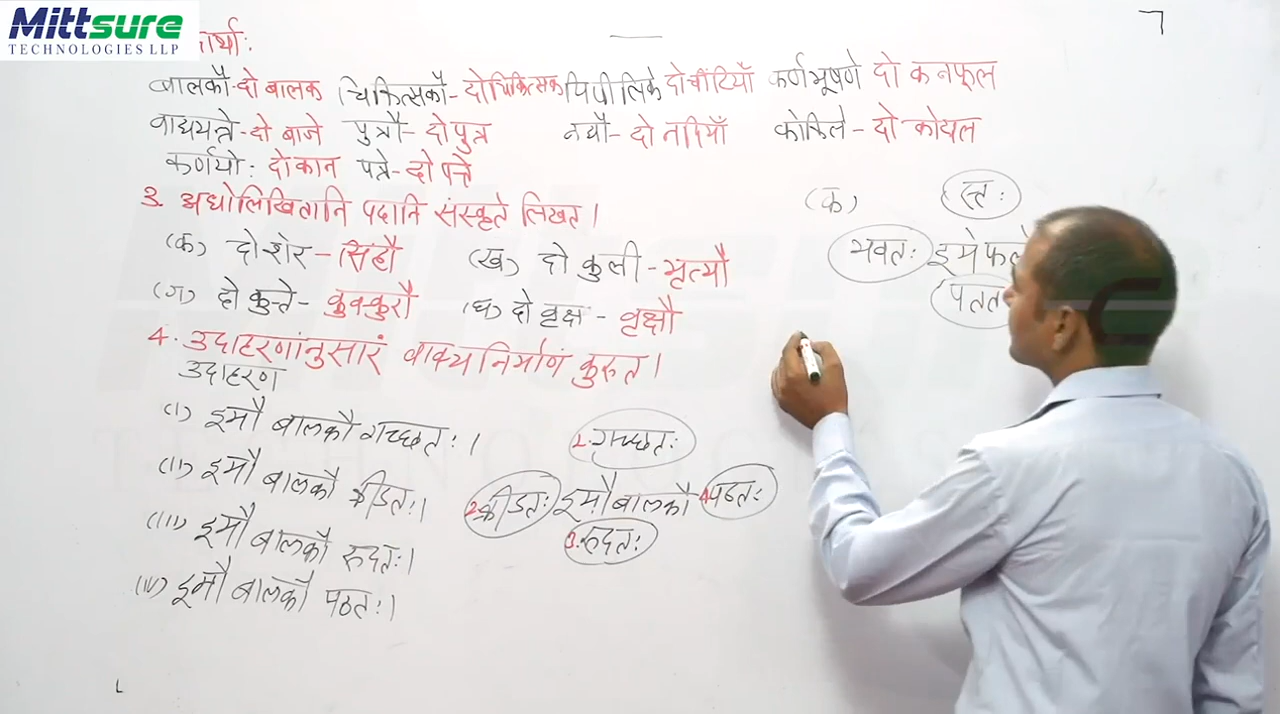 Mittsure
TECHNOLOGIES LLP
बालकौ-दो बालक चिकित्सकौ-दो चिकित्सक पिपीलिके दो चींटियाँ कर्णभूषणे दो कनफूल
वाद्ययन्त्रे-दो बाजे पुत्रौ-दो पुत्र नद्यौ-दो नदियाँ कोकिले-दो कोयल
कर्णयो: दो कान पत्रे-दो पत्ते
3. अधोलिखितानि पदानि संस्कृते लिखत।
(क) दो शेर-सिंहौ (ख) दो कुली-भृत्यौ
(ग) दो कुत्ते-कुक्कुरौ (घ) दो वृक्ष-वृक्षौ
4. उदाहरणांनुसारं वाक्य निर्माणं कुरुत।
उदाहरण
(I) इमौ बालकौ गच्छतः।
(II) इमौ बालकौ क्रीडतः।
(III) इमौ बालकौ रुदतः।
(IV) इमौ बालकौ पठतः।
1. गच्छतः
2. क्रीडतः इमौ बालकौ 4. पठतः
3. रुदतः
(क) स्तः
भवतः इमे फले
पतत